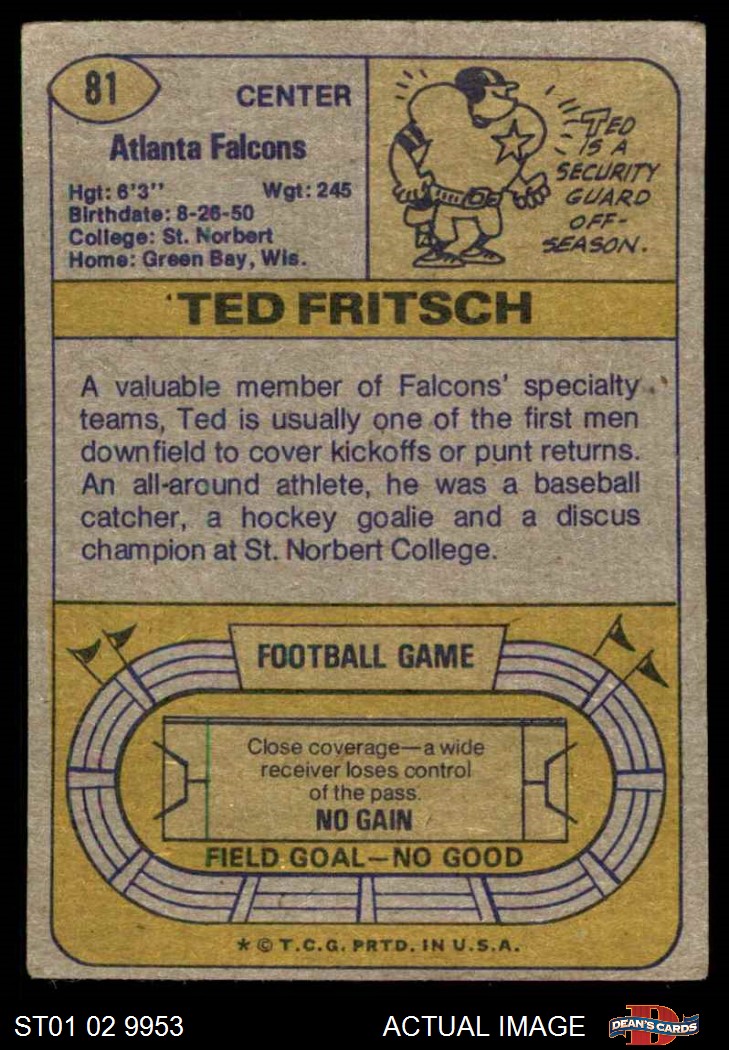 81
CENTER
Atlanta Falcons
Hgt: 6'3'' Wgt: 245
Birthdate: 8-26-50
College: St. Norbert
Home: Green Bay, Wis.
TED
IS A
SECURITY
GUARD
OFF-
SEASON.
TED FRITSCH
A valuable member of Falcons' specialty
teams, Ted is usually one of the first men
downfield to cover kickoffs or punt returns.
An all-around athlete, he was a baseball
catcher, a hockey goalie and a discus
champion at St. Norbert College.
FOOTBALL GAME
Close coverage—a wide
receiver loses control
of the pass.
NO GAIN
FIELD GOAL—NO GOOD
* © T.C.G. PRTD. IN U.S.A.
ST01 02 9953
ACTUAL IMAGE
D
DEAN'S CARDS